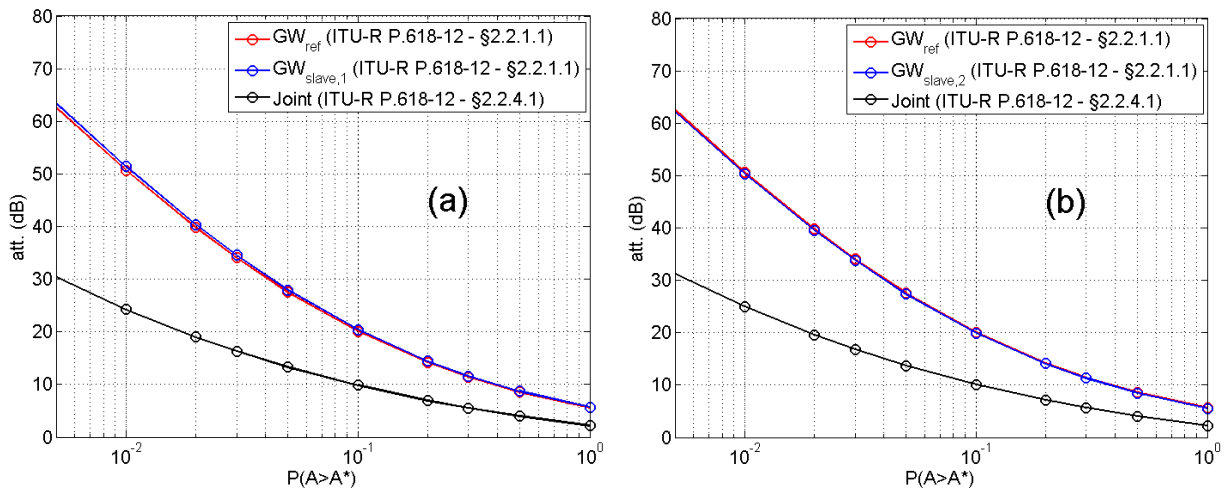 80
70
60
50
40
30
20
10
0
att. (dB)
GW_ref (ITU-R P.618-12 - §2.2.1.1)
GW_slave,1 (ITU-R P.618-12 - §2.2.1.1)
Joint (ITU-R P.618-12 - §2.2.4.1)
(a)
10^-2
10^-1
10^0
P(A>A*)
80
70
60
50
40
30
20
10
0
att. (dB)
GW_ref (ITU-R P.618-12 - §2.2.1.1)
GW_slave,2 (ITU-R P.618-12 - §2.2.1.1)
Joint (ITU-R P.618-12 - §2.2.4.1)
(b)
10^-2
10^-1
10^0
P(A>A*)